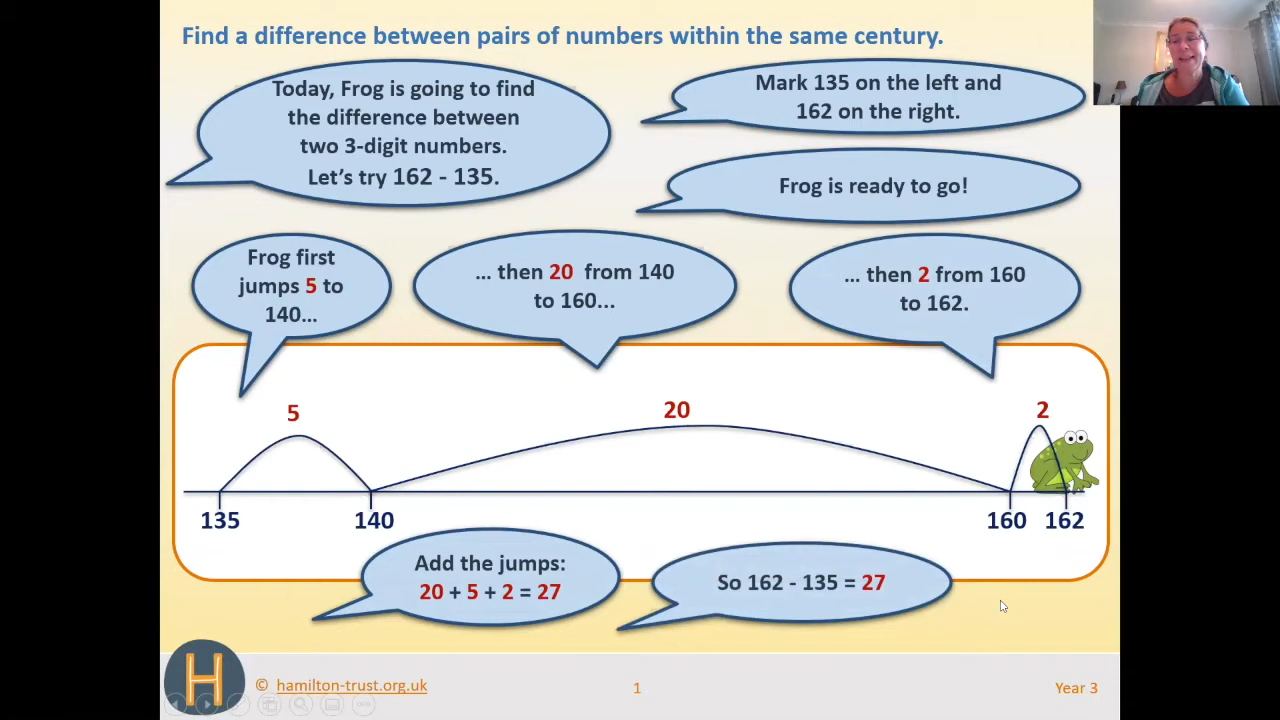 Find a difference between pairs of numbers within the same century.
Today, Frog is going to find
the difference between
two 3-digit numbers.
Let's try 162 - 135.
Mark 135 on the left and
162 on the right.
Frog is ready to go!
Frog first
jumps 5 to
140...
... then 20 from 140
to 160...
... then 2 from 160
to 162.
5
20
2
135
140
160
162
Add the jumps:
20 + 5 + 2 = 27
So 162 - 135 = 27
H
© hamilton-trust.org.uk
1
Year 3